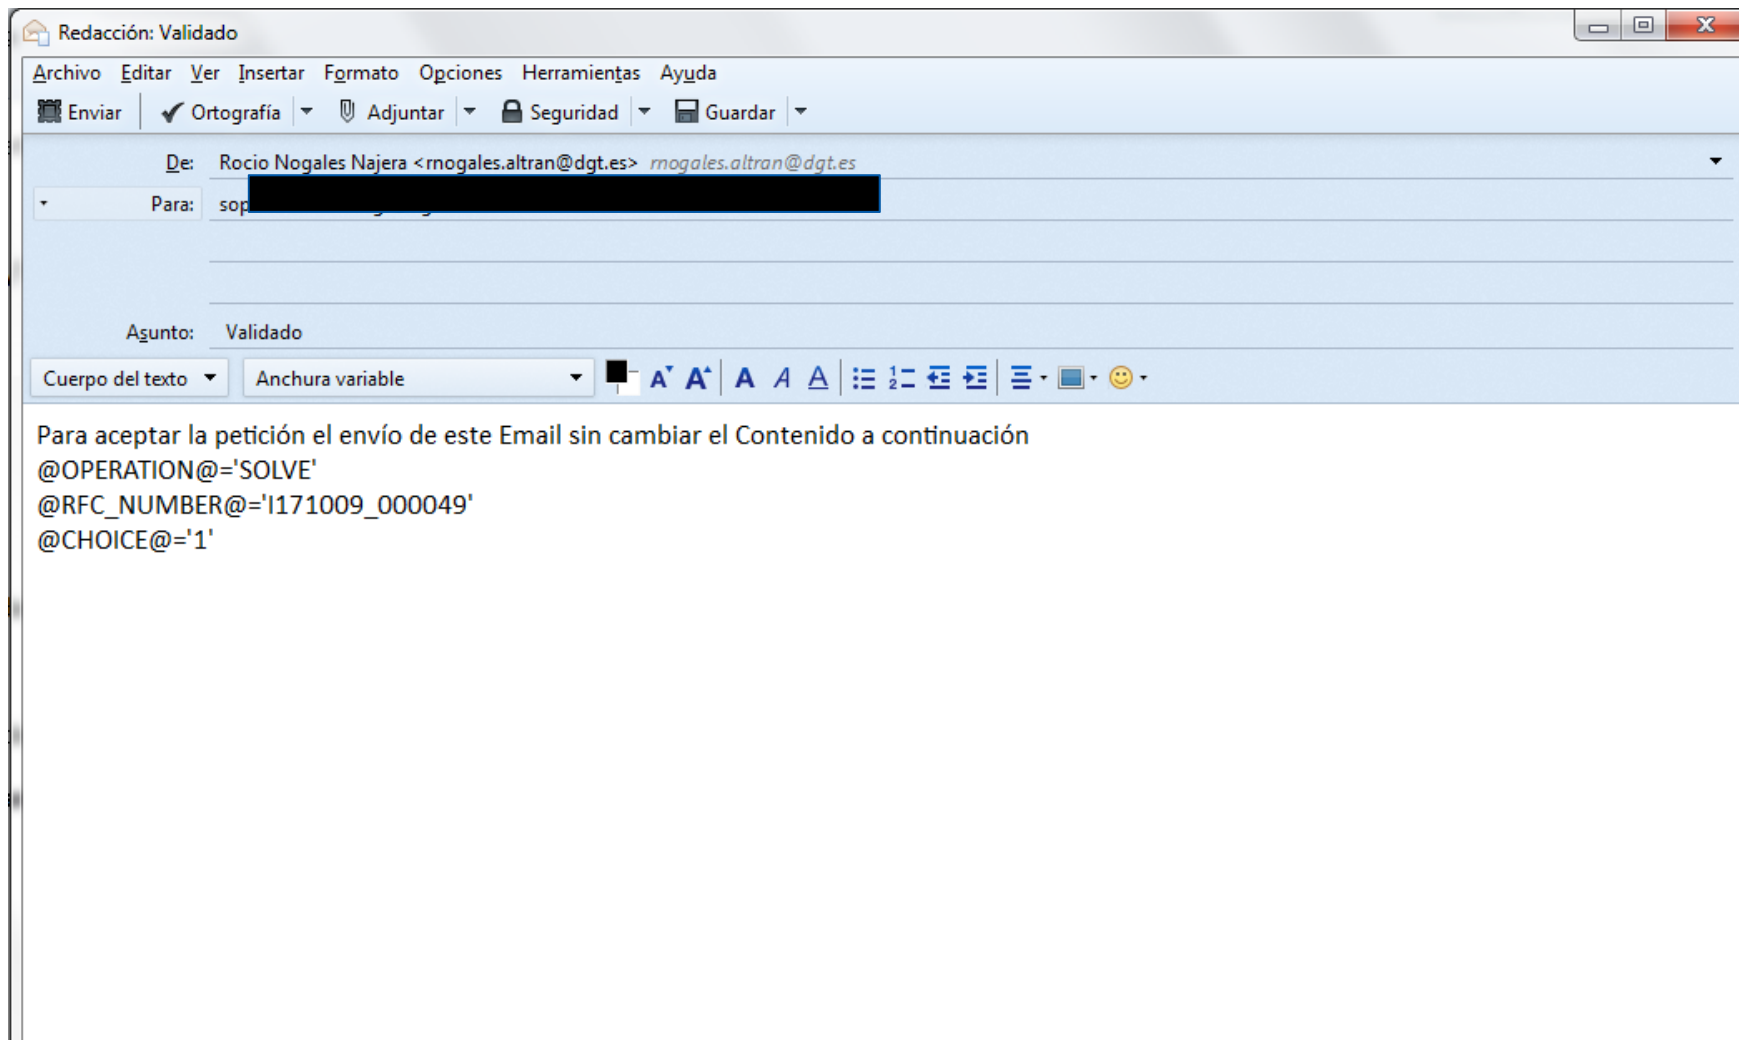 Redacción: Validado
Archivo Editar Ver Insertar Formato Opciones Herramientas Ayuda
Enviar Ortografía Adjuntar Seguridad Guardar
De: Rocio Nogales Najera <rnogales.altran@dgt.es> rnogales.altran@dgt.es
Para: sop
Asunto: Validado
Cuerpo del texto Anchura variable
Para aceptar la petición el envío de este Email sin cambiar el Contenido a continuación
@OPERATION@='SOLVE'
@RFC_NUMBER@='I171009_000049'
@CHOICE@='1'